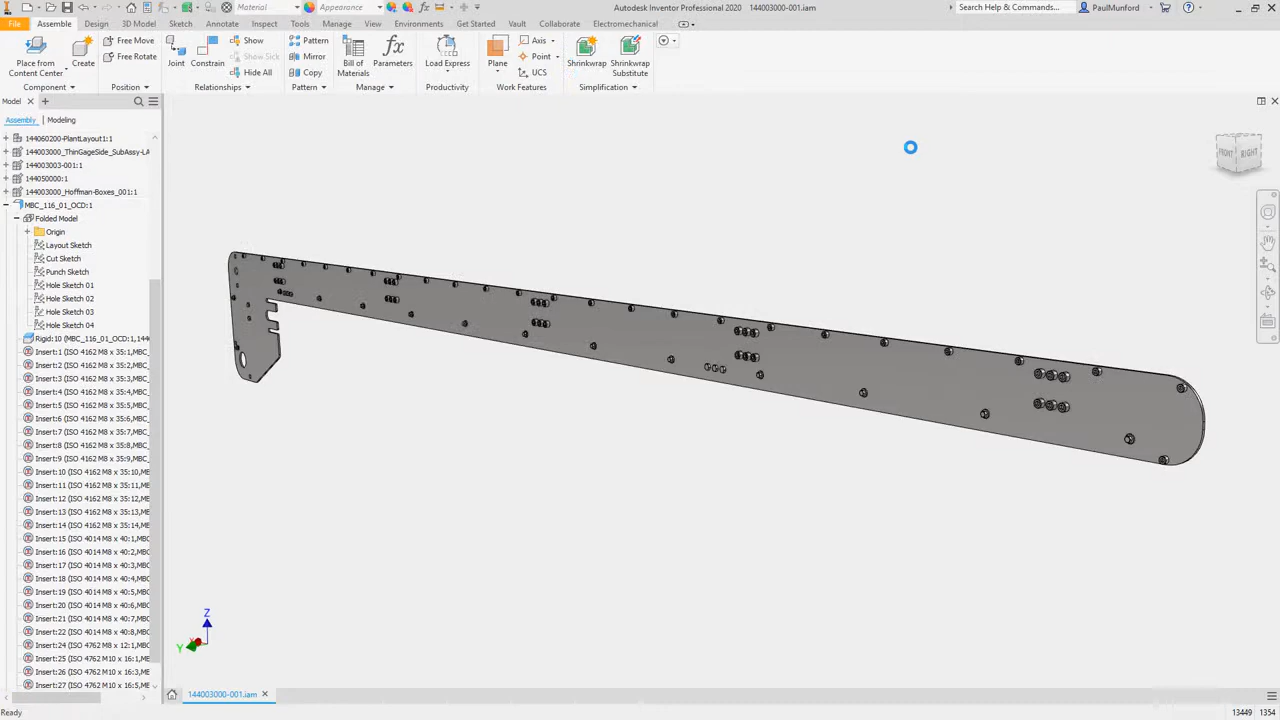 Material
Appearance
Autodesk Inventor Professional 2020 144003000-001.iam
Search Help & Commands...
PaulMunford
File
Assemble
Design
3D Model
Sketch
Annotate
Inspect
Tools
Manage
View
Environments
Get Started
Vault
Collaborate
Electromechanical
Place from
Content Center
Create
Free Move
Free Rotate
Joint
Constrain
Show
Show Sick
Hide All
Pattern
Mirror
Copy
Bill of
Materials
Parameters
Load Express
Plane
Axis
Point
UCS
Shrinkwrap
Shrinkwrap
Substitute
Component
Position
Relationships
Pattern
Manage
Productivity
Work Features
Simplification
Model
Assembly
Modeling
144060200-PlantLayout1:1
144003000_ThinGageSide_SubAssy-LA
144003003-001:1
144050000:1
144003000_Hoffman-Boxes_001:1
MBC_116_01_OCD:1
Folded Model
Origin
Layout Sketch
Cut Sketch
Punch Sketch
Hole Sketch 01
Hole Sketch 02
Hole Sketch 03
Hole Sketch 04
Rigid:10 (MBC_116_01_OCD:1,144
Insert:1 (ISO 4162 M8 x 35:1,MBC_
Insert:2 (ISO 4162 M8 x 35:2,MBC_
Insert:3 (ISO 4162 M8 x 35:3,MBC_
Insert:4 (ISO 4162 M8 x 35:4,MBC_
Insert:5 (ISO 4162 M8 x 35:5,MBC_
Insert:6 (ISO 4162 M8 x 35:6,MBC_
Insert:7 (ISO 4162 M8 x 35:7,MBC_
Insert:8 (ISO 4162 M8 x 35:8,MBC_
Insert:9 (ISO 4162 M8 x 35:9,MBC_
Insert:10 (ISO 4162 M8 x 35:10,MB
Insert:11 (ISO 4162 M8 x 35:11,MB
Insert:12 (ISO 4162 M8 x 35:12,MB
Insert:13 (ISO 4162 M8 x 35:13,MB
Insert:14 (ISO 4162 M8 x 35:14,MB
Insert:15 (ISO 4014 M8 x 40:1,MBC
Insert:16 (ISO 4014 M8 x 40:2,MBC
Insert:17 (ISO 4014 M8 x 40:3,MBC
Insert:18 (ISO 4014 M8 x 40:4,MBC
Insert:19 (ISO 4014 M8 x 40:5,MBC
Insert:20 (ISO 4014 M8 x 40:6,MBC
Insert:21 (ISO 4014 M8 x 40:7,MBC
Insert:22 (ISO 4014 M8 x 40:8,MBC
Insert:24 (ISO 4762 M8 x 12:1,MBC
Insert:25 (ISO 4762 M10 x 16:1,MB
Insert:26 (ISO 4762 M10 x 16:3,MB
Insert:27 (ISO 4762 M10 x 16:5,MB
FRONT
RIGHT
Z
Y
X
144003000-001.iam
Ready
13449
1354